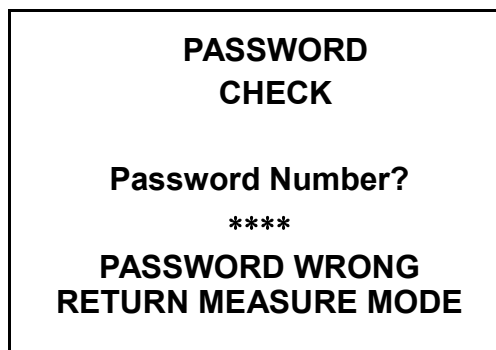 PASSWORD
CHECK
Password Number?
****
PASSWORD WRONG
RETURN MEASURE MODE